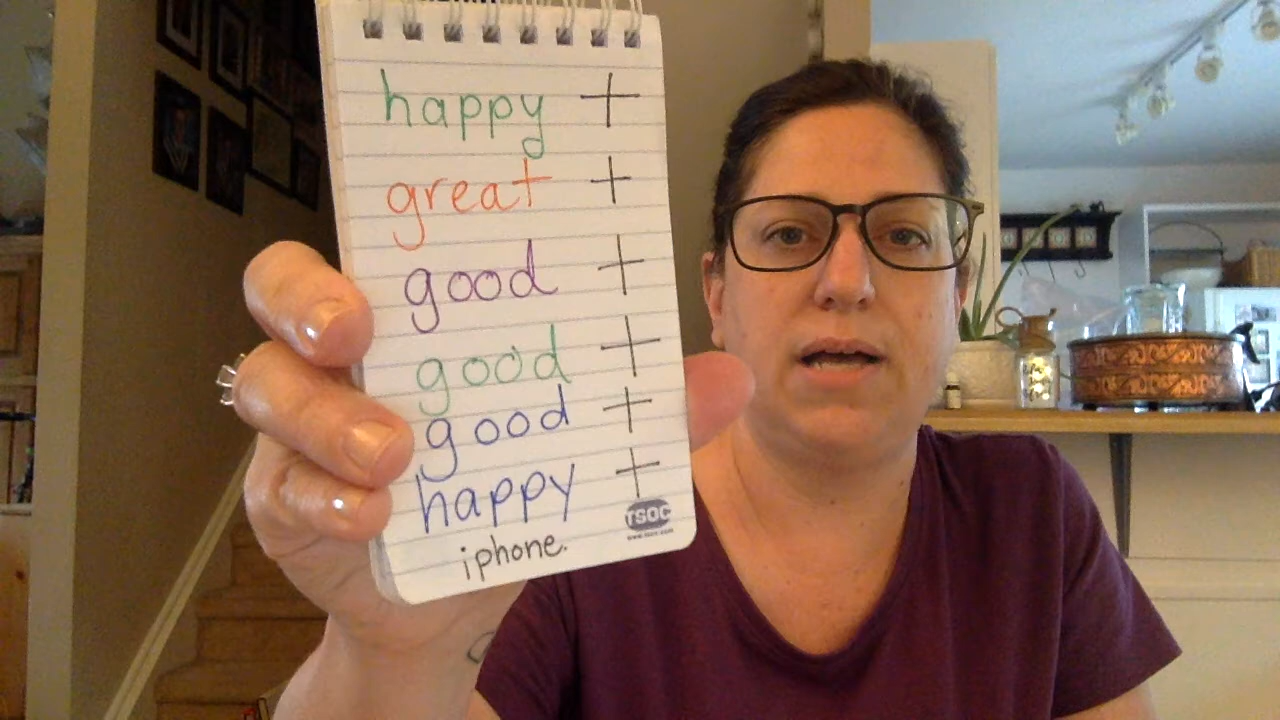 happy +
great +
good +
good +
good +
happy +
TSOC
iphone.